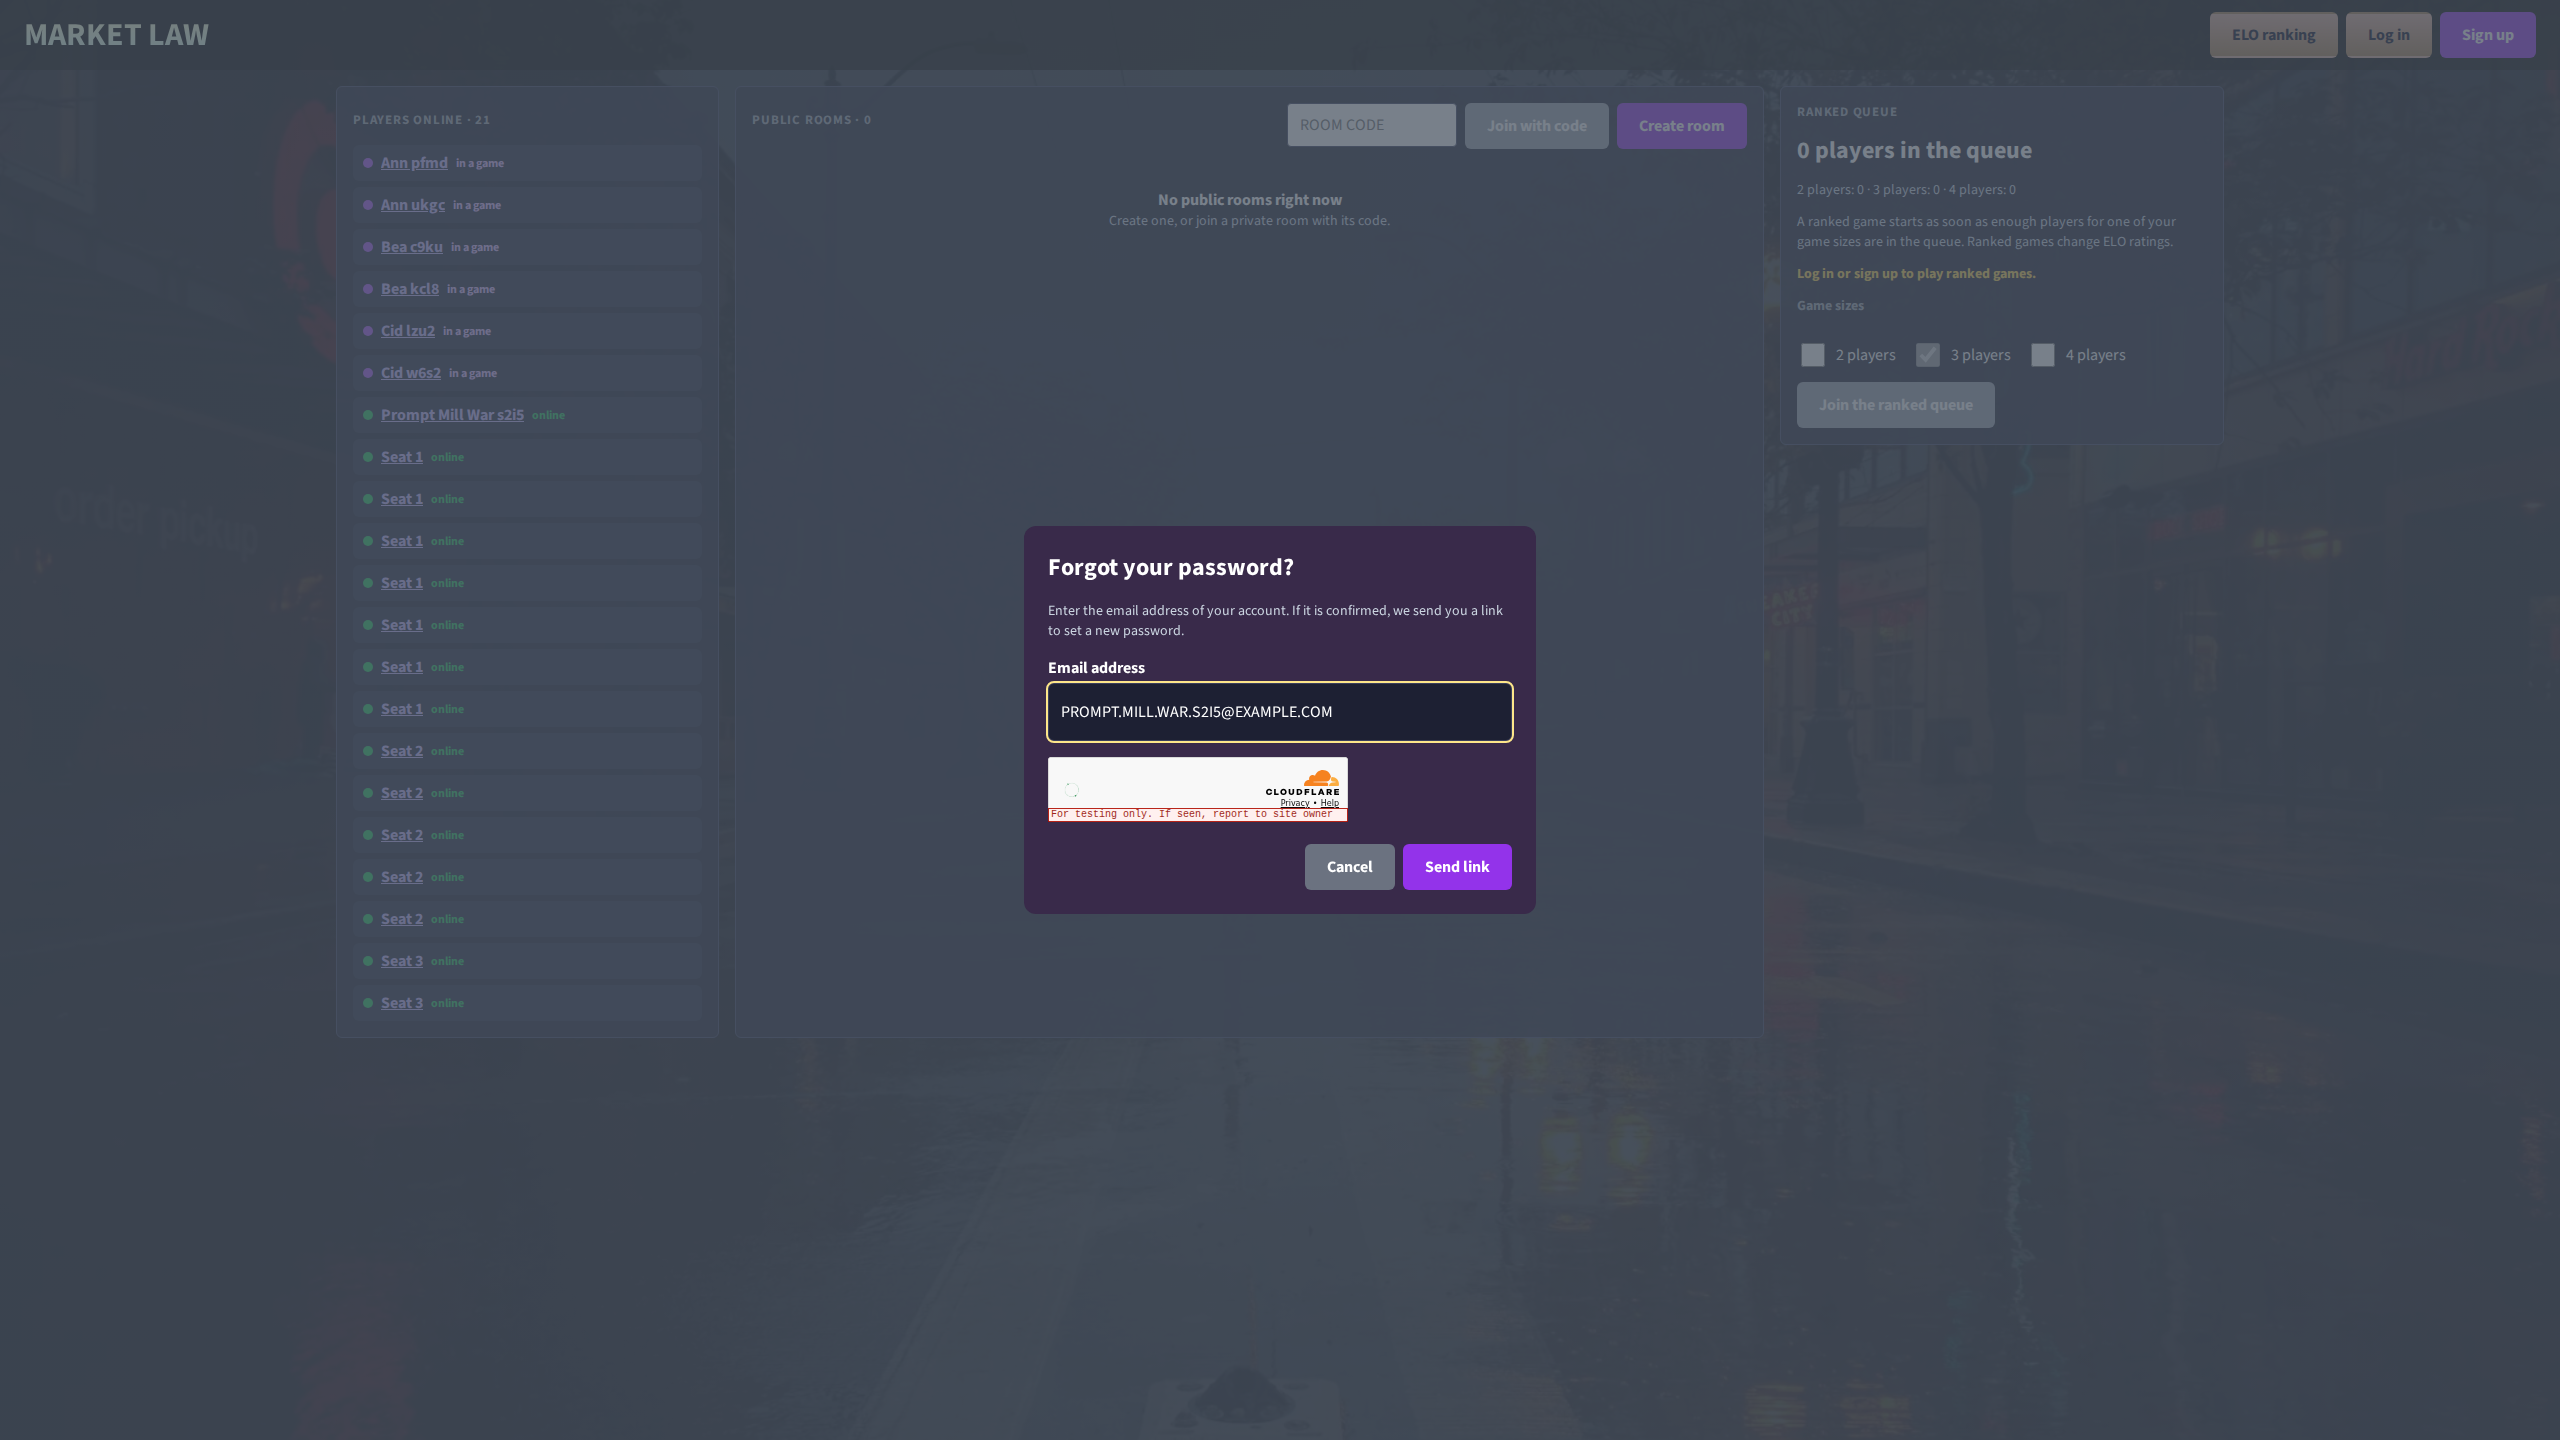 MARKET LAW
ELO ranking
Log in
Sign up
PLAYERS ONLINE · 21
Ann pfmd in a game
Ann ukgc in a game
Bea c9ku in a game
Bea kcl8 in a game
Cid lzu2 in a game
Cid w6s2 in a game
Prompt Mill War s2i5 online
Seat 1 online
Seat 1 online
Seat 1 online
Seat 1 online
Seat 1 online
Seat 1 online
Seat 1 online
Seat 2 online
Seat 2 online
Seat 2 online
Seat 2 online
Seat 2 online
Seat 3 online
Seat 3 online
PUBLIC ROOMS · 0
ROOM CODE
Join with code
Create room
No public rooms right now
Create one, or join a private room with its code.
RANKED QUEUE
0 players in the queue
2 players: 0 · 3 players: 0 · 4 players: 0
A ranked game starts as soon as enough players for one of your
game sizes are in the queue. Ranked games change ELO ratings.
Log in or sign up to play ranked games.
Game sizes
2 players
3 players
4 players
Join the ranked queue
order pickup
Forgot your password?
Enter the email address of your account. If it is confirmed, we send you a link
to set a new password.
Email address
PROMPT.MILL.WAR.S2I5@EXAMPLE.COM
CLOUDFLARE
Privacy • Help
For testing only. If seen, report to site owner
Cancel
Send link